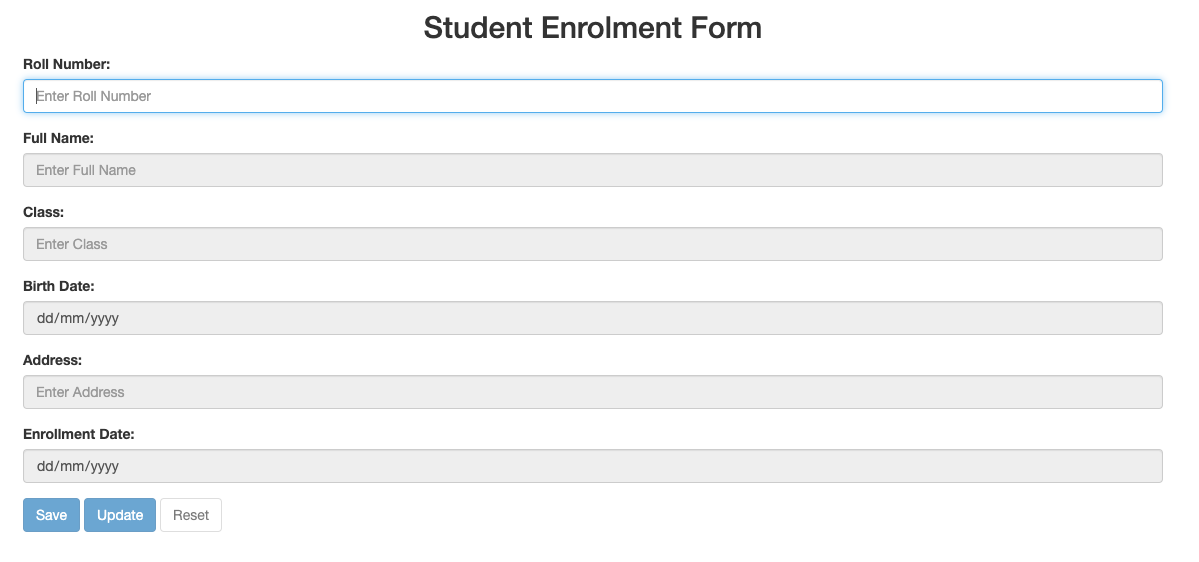 Student Enrolment Form
Roll Number:
Enter Roll Number
Full Name:
Enter Full Name
Class:
Enter Class
Birth Date:
dd/mm/yyyy
Address:
Enter Address
Enrollment Date:
dd/mm/yyyy
Save Update Reset